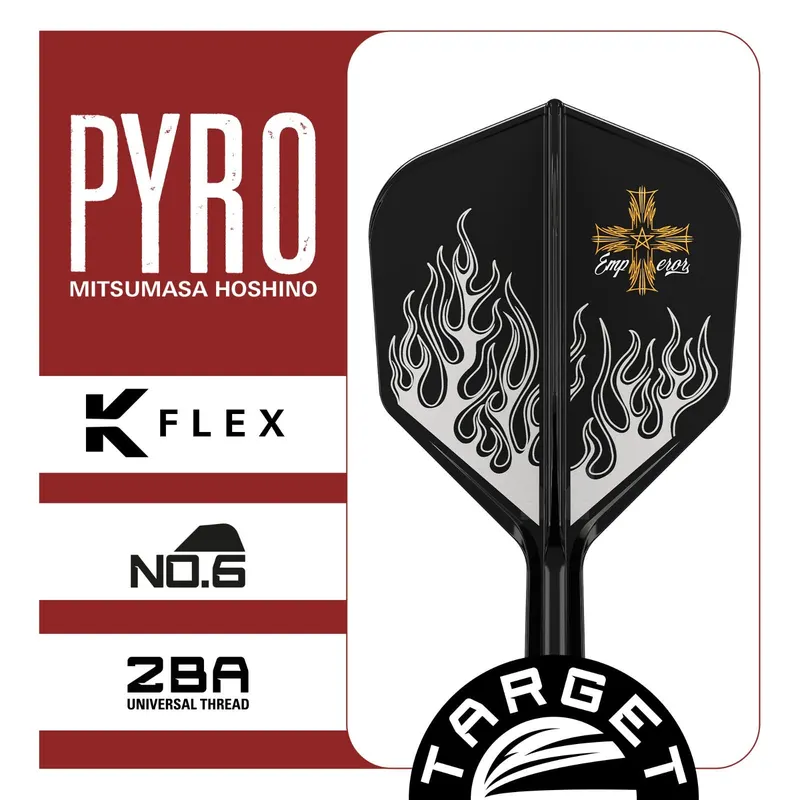 PYRO
MITSUMASA HOSHINO
K FLEX
NO.6
2BA
UNIVERSAL THREAD
Emperor
TARGET